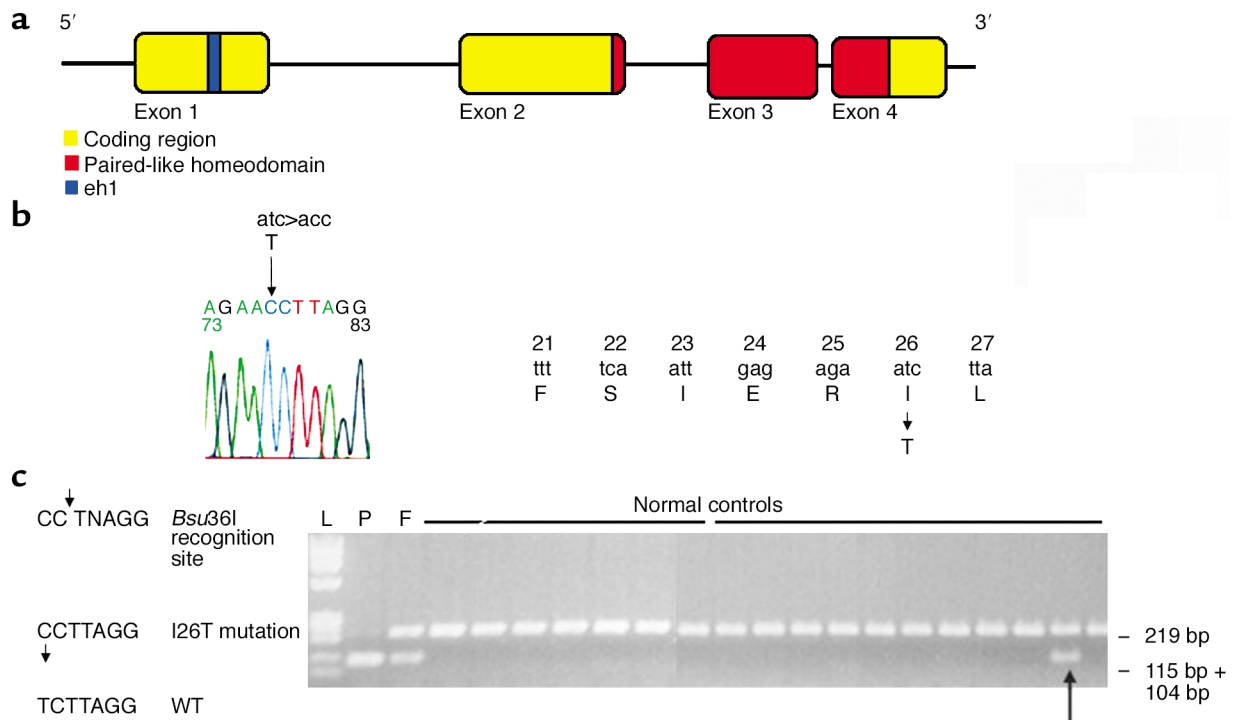 a
5′ 3′
Exon 1 Exon 2 Exon 3 Exon 4
Coding region
Paired-like homeodomain
eh1
b
atc>acc
T
AGAACCTTAGG
73 83
21 22 23 24 25 26 27
ttt tca att gag aga atc tta
F S I E R I L
T
c
CC TNAGG Bsu36I
recognition
site
L P F Normal controls
CCTTAGG I26T mutation
TCTTAGG WT
– 219 bp
– 115 bp +
104 bp